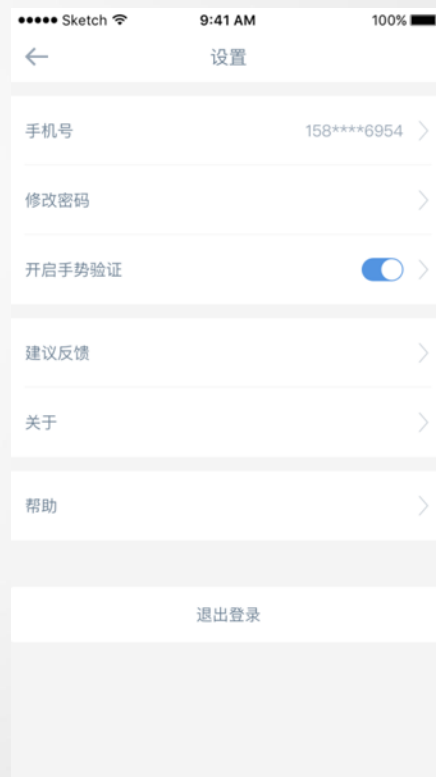 Sketch 9:41 AM 100%
设置
手机号 158****6954
修改密码
开启手势验证
建议反馈
关于
帮助
退出登录